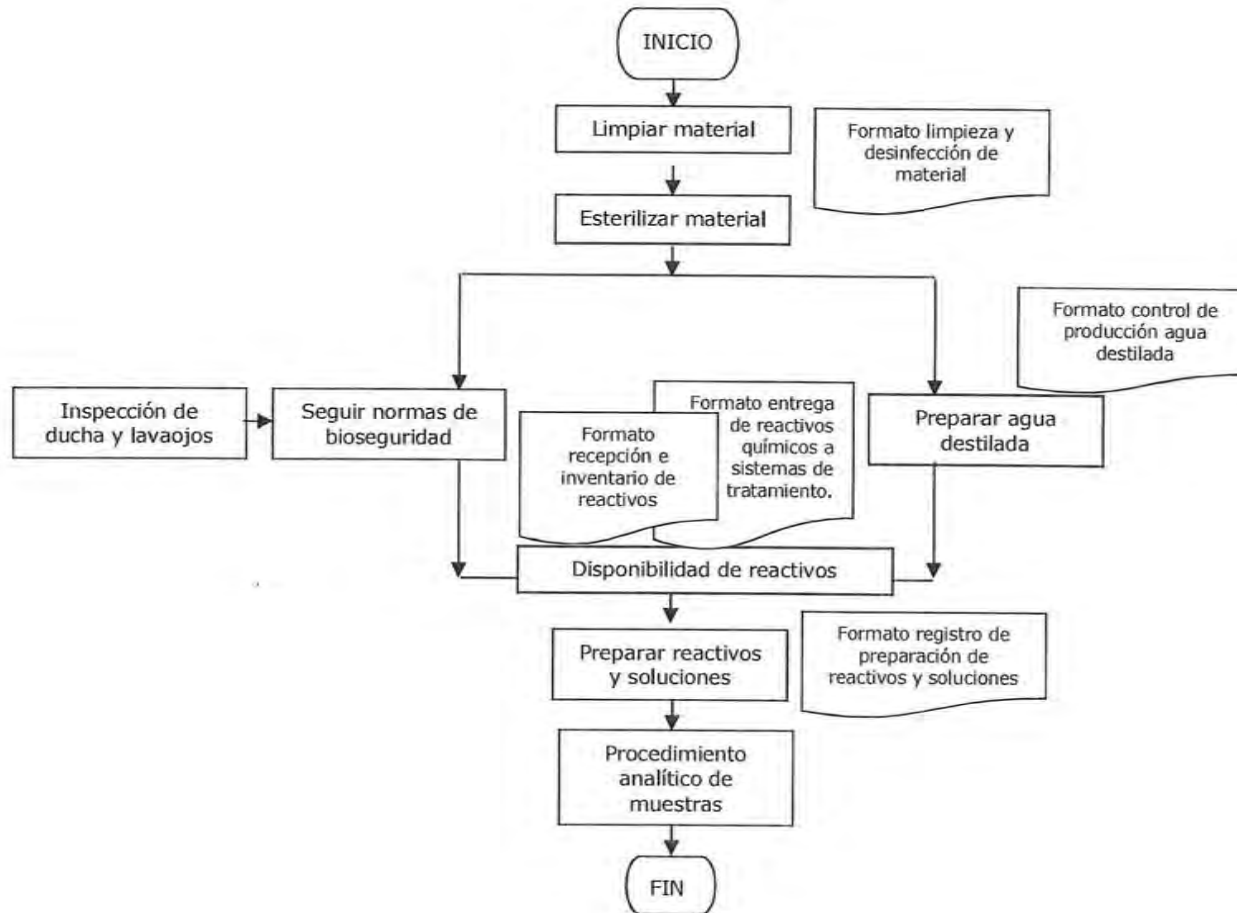 INICIO
Limpiar material
Formato limpieza y
desinfección de
material
Esterilizar material
Formato control de
producción agua
destilada
Inspección de
ducha y lavaojos
Seguir normas de
bioseguridad
Formato
recepción e
inventario de
reactivos
Formato entrega
de reactivos
químicos a
sistemas de
tratamiento.
Preparar agua
destilada
Disponibilidad de reactivos
Preparar reactivos
y soluciones
Formato registro de
preparación de
reactivos y soluciones
Procedimiento
analítico de
muestras
FIN